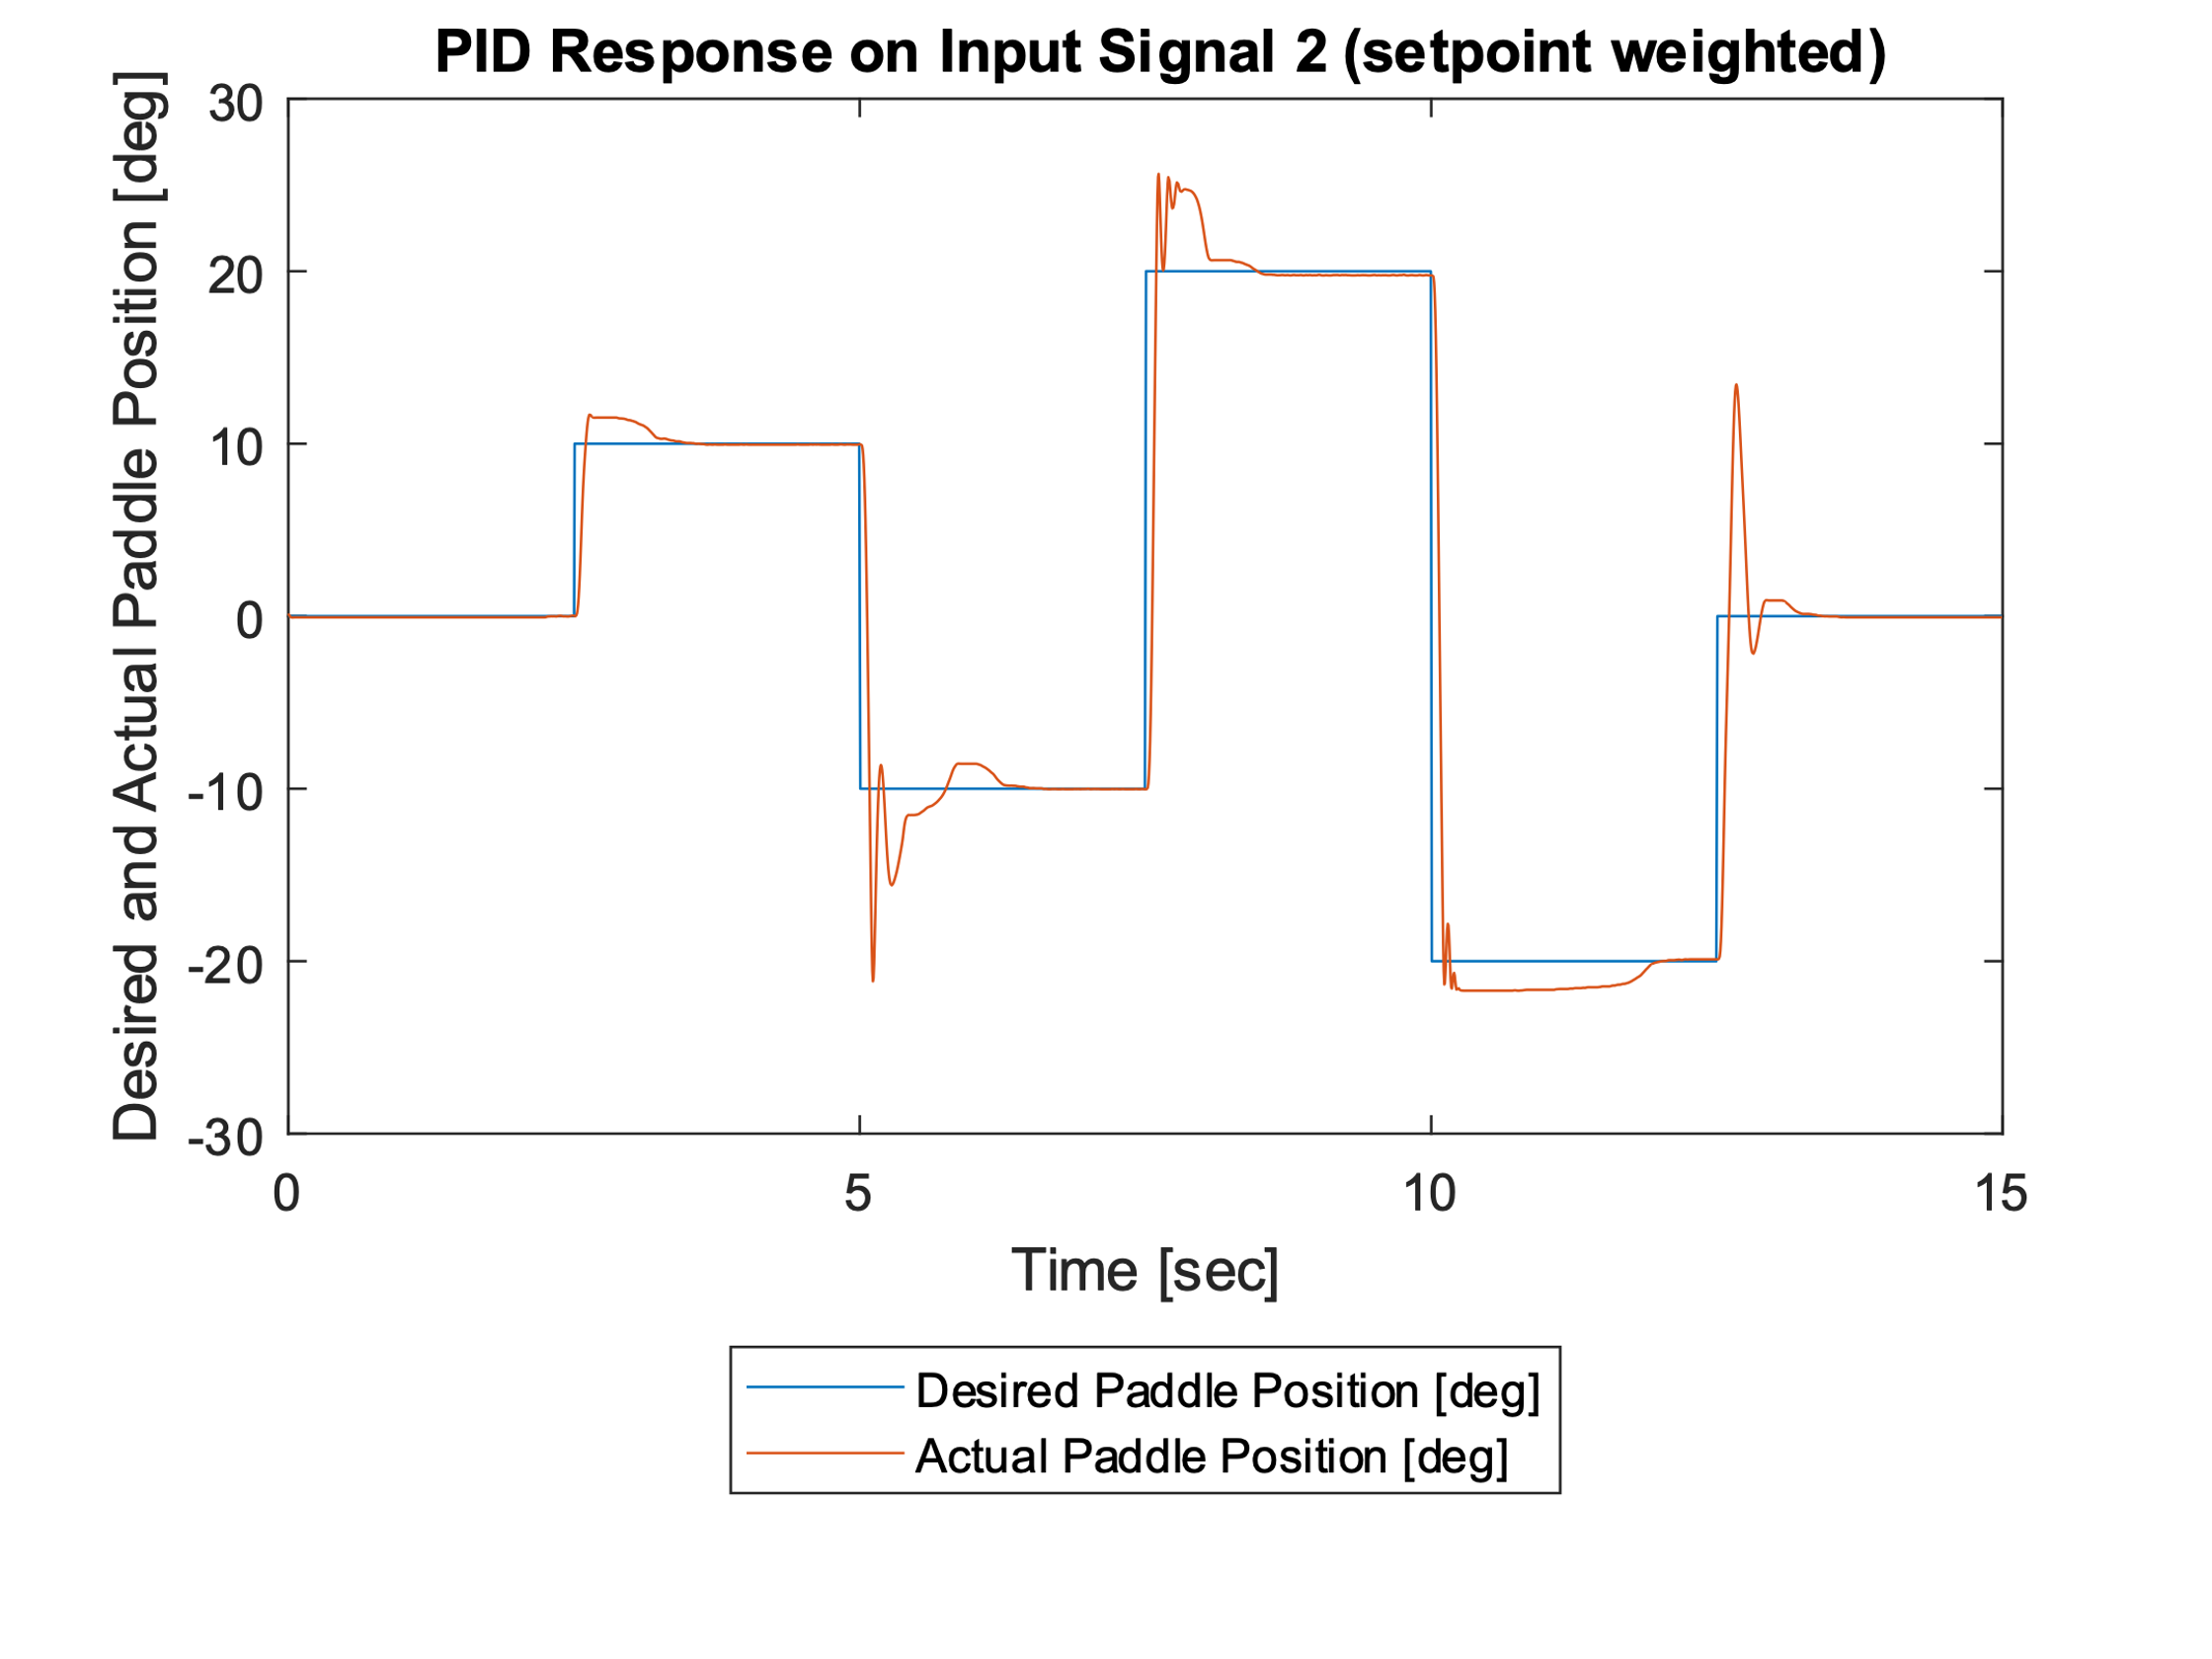 PID Response on Input Signal 2 (setpoint weighted)
Desired and Actual Paddle Position [deg]
30
20
10
0
-10
-20
-30
0 5 10 15
Time [sec]
Desired Paddle Position [deg]
Actual Paddle Position [deg]